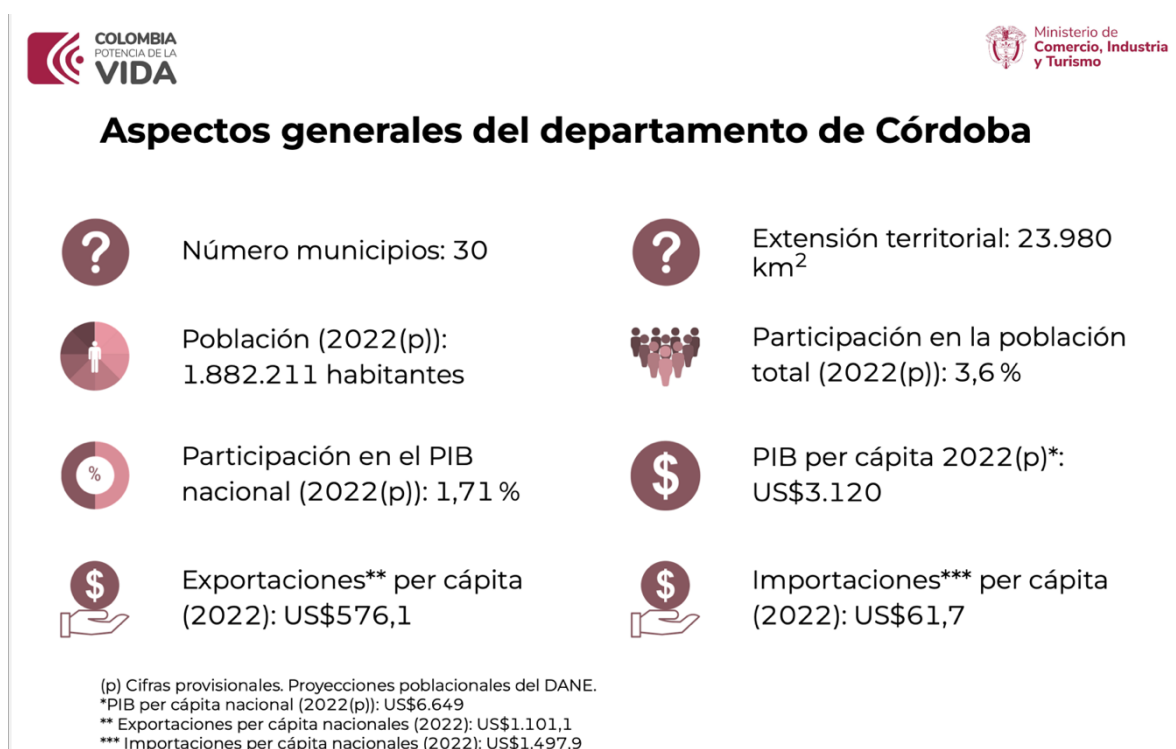 COLOMBIA
POTENCIA DE LA
VIDA
Ministerio de
Comercio, Industria
y Turismo
Aspectos generales del departamento de Córdoba
Número municipios: 30
Extensión territorial: 23.980
km²
Población (2022(p)):
1.882.211 habitantes
Participación en la población
total (2022(p)): 3,6 %
Participación en el PIB
nacional (2022(p)): 1,71 %
PIB per cápita 2022(p)*:
US$3.120
Exportaciones** per cápita
(2022): US$576,1
Importaciones*** per cápita
(2022): US$61,7
(p) Cifras provisionales. Proyecciones poblacionales del DANE.
*PIB per cápita nacional (2022(p)): US$6.649
** Exportaciones per cápita nacionales (2022): US$1.101,1
*** Importaciones per cápita nacionales (2022): US$1.497,9